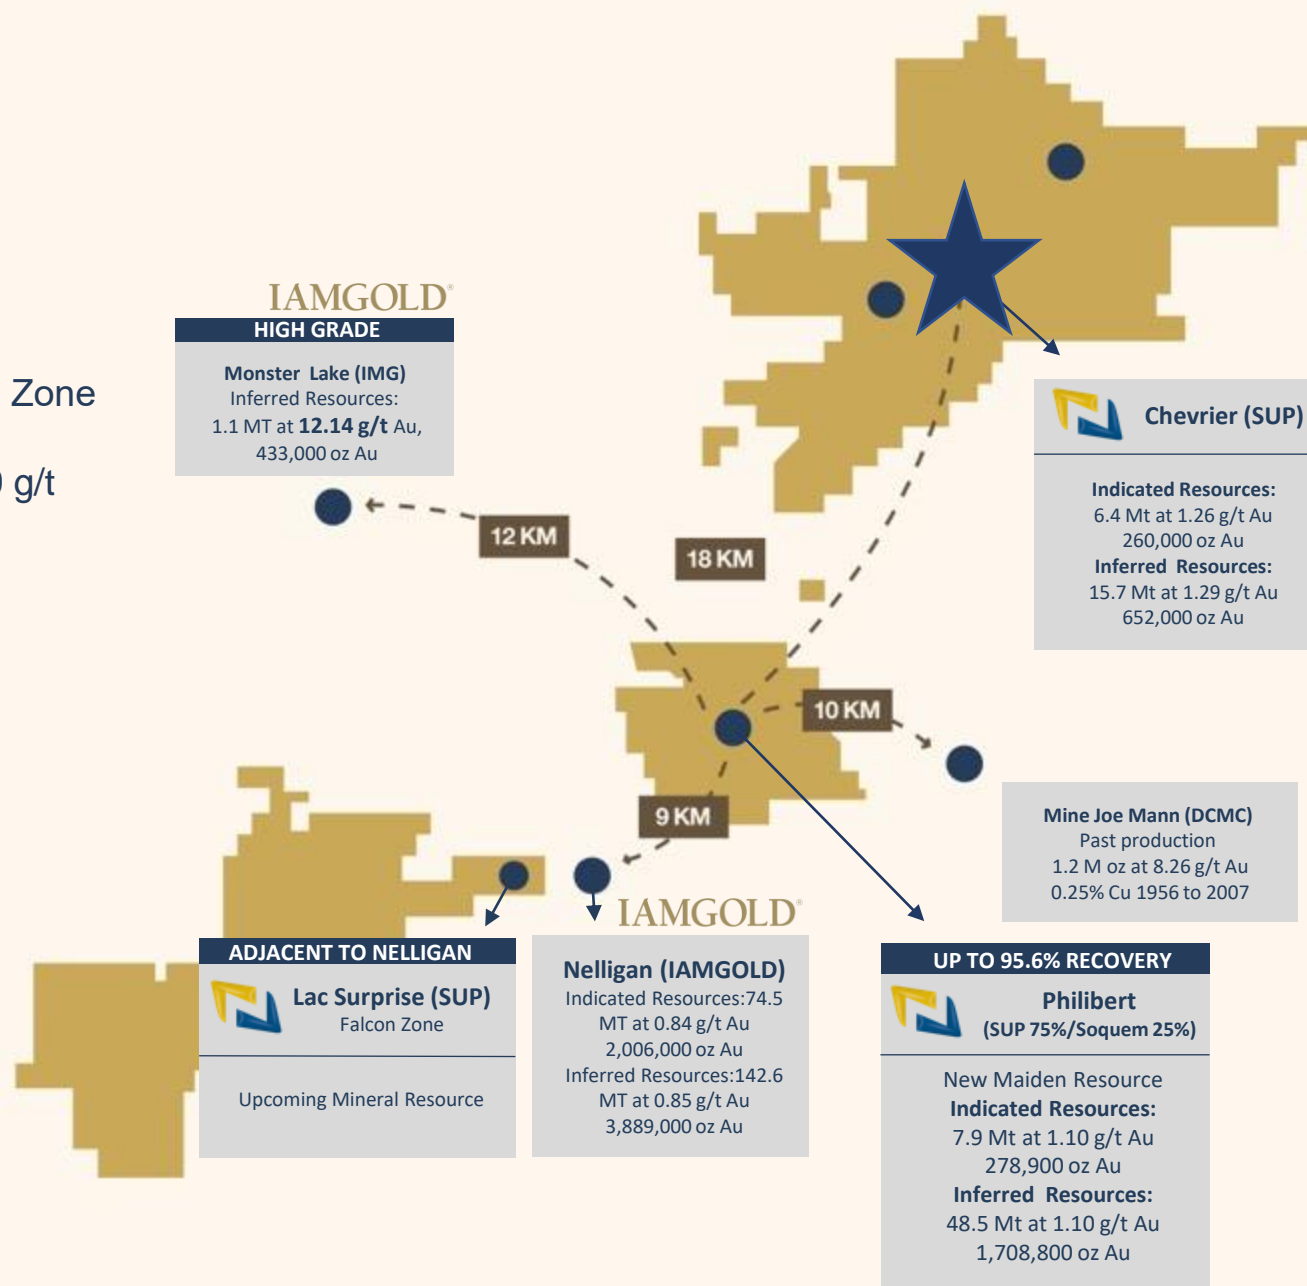 IAMGOLD®
HIGH GRADE
Monster Lake (IMG)
Inferred Resources:
1.1 MT at 12.14 g/t Au,
433,000 oz Au
Zone
g/t
12 KM
18 KM
Chevrier (SUP)
Indicated Resources:
6.4 Mt at 1.26 g/t Au
260,000 oz Au
Inferred Resources:
15.7 Mt at 1.29 g/t Au
652,000 oz Au
10 KM
9 KM
Mine Joe Mann (DCMC)
Past production
1.2 M oz at 8.26 g/t Au
0.25% Cu 1956 to 2007
IAMGOLD®
ADJACENT TO NELLIGAN
Lac Surprise (SUP)
Falcon Zone
Upcoming Mineral Resource
Nelligan (IAMGOLD)
Indicated Resources:74.5
MT at 0.84 g/t Au
2,006,000 oz Au
Inferred Resources:142.6
MT at 0.85 g/t Au
3,889,000 oz Au
UP TO 95.6% RECOVERY
Philibert
(SUP 75%/Soquem 25%)
New Maiden Resource
Indicated Resources:
7.9 Mt at 1.10 g/t Au
278,900 oz Au
Inferred Resources:
48.5 Mt at 1.10 g/t Au
1,708,800 oz Au